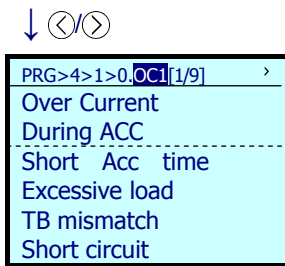 PRG>4>1>0.OC1[1/9] >
Over Current
During ACC
Short Acc time
Excessive load
TB mismatch
Short circuit